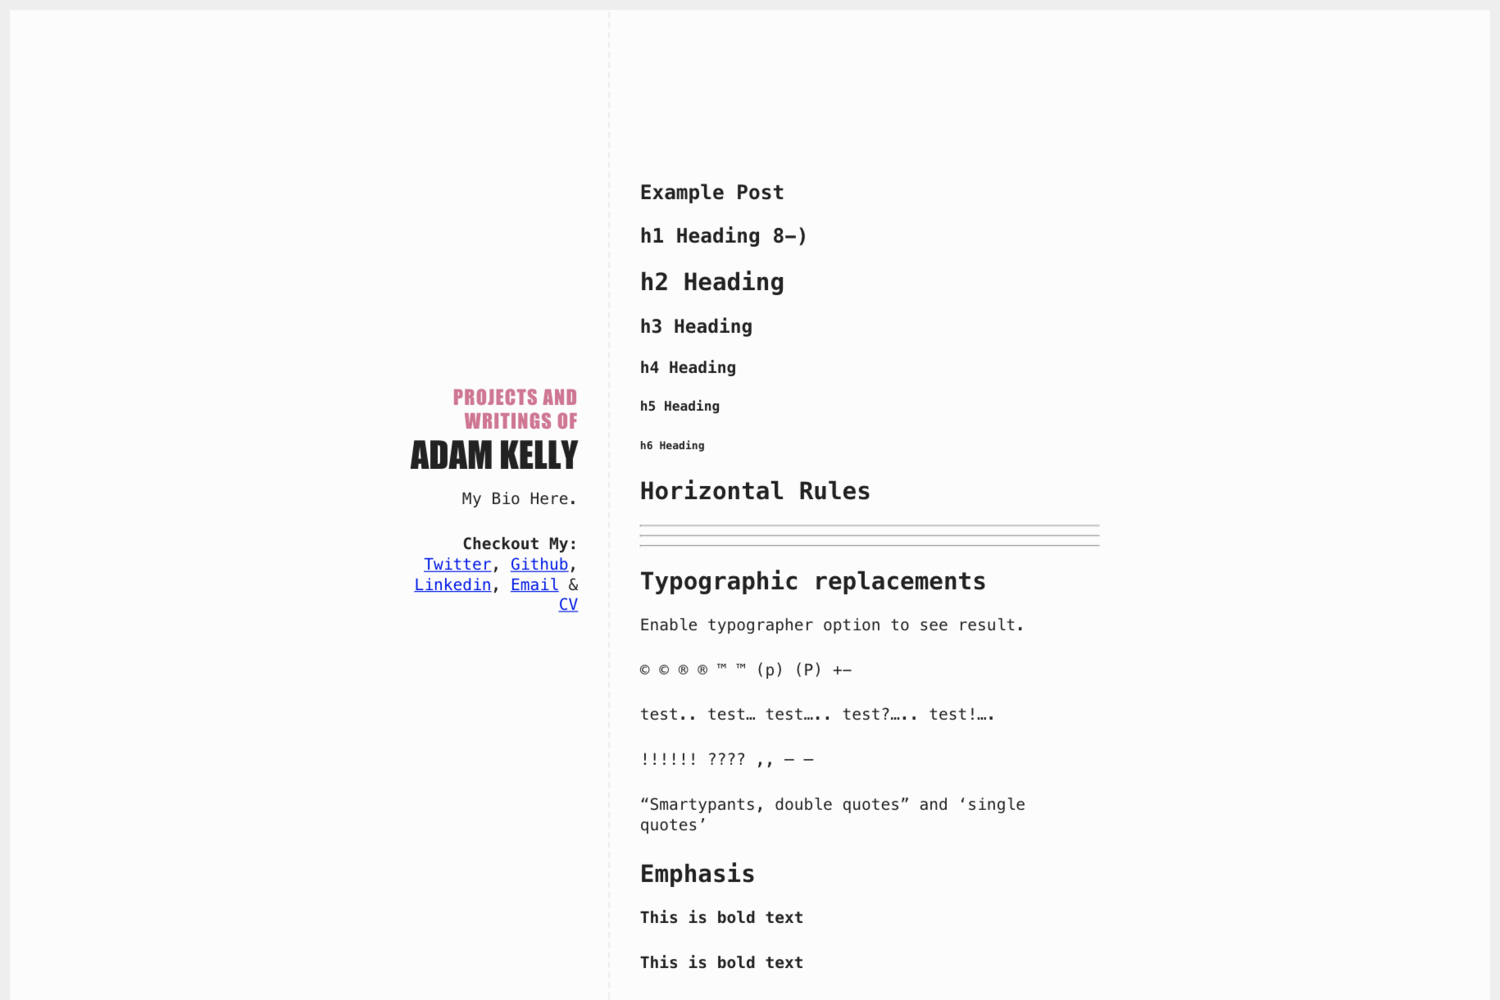 PROJECTS AND
WRITINGS OF
ADAM KELLY
My Bio Here.
Checkout My:
Twitter, Github,
Linkedin, Email &
CV
Example Post
h1 Heading 8—)
h2 Heading
h3 Heading
h4 Heading
h5 Heading
h6 Heading
Horizontal Rules
Typographic replacements
Enable typographer option to see result.
© © ® ® ™ ™ (p) (P) +–
test.. test… test….. test?….. test!….
!!!!!! ???? ,, – —
“Smartypants, double quotes” and ‘single
quotes’
Emphasis
This is bold text
This is bold text